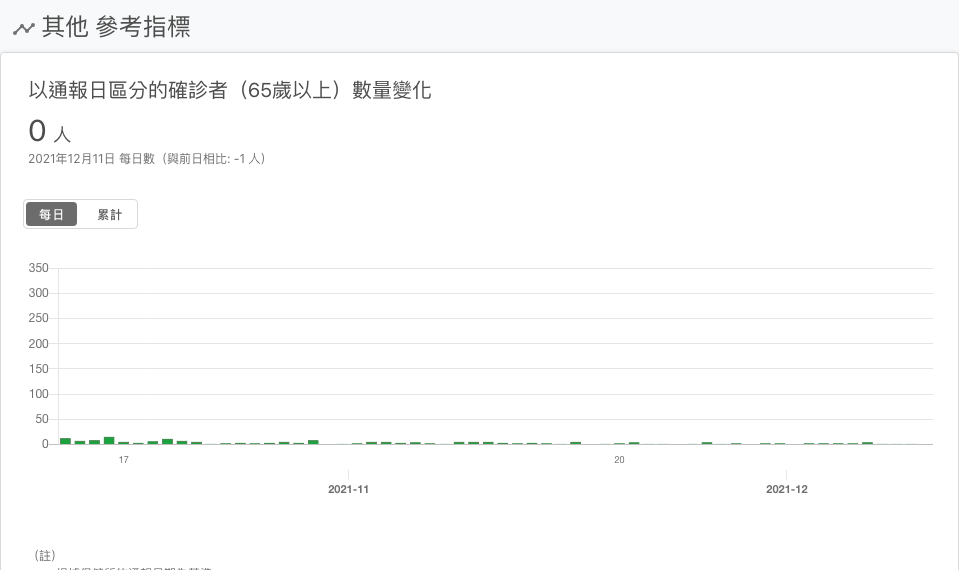 其他 參考指標
以通報日區分的確診者（65歲以上）數量變化
0 人
2021年12月11日 每日數（與前日相比: -1 人）
每日 累計
350
300
250
200
150
100
50
0
17 20
2021-11 2021-12
（註）